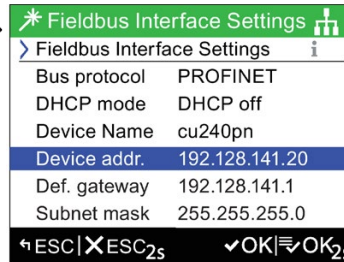 Fieldbus Interface Settings
Fieldbus Interface Settings i
Bus protocol PROFINET
DHCP mode DHCP off
Device Name cu240pn
Device addr. 192.128.141.20
Def. gateway 192.128.141.1
Subnet mask 255.255.255.0
ESC|ESC2s OK|OK2s